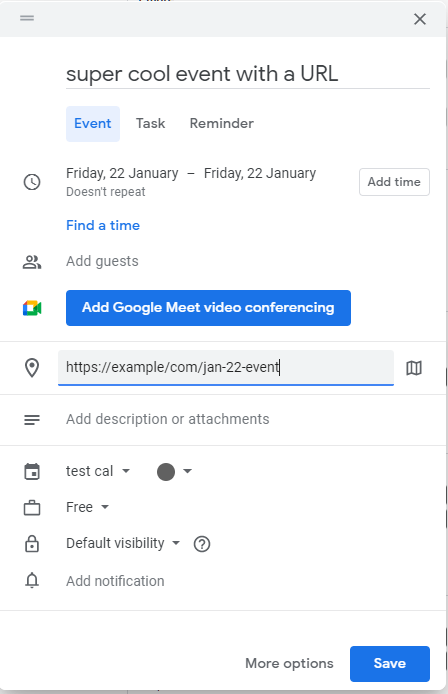 super cool event with a URL
Event Task Reminder
Friday, 22 January – Friday, 22 January Add time
Doesn't repeat
Find a time
Add guests
Add Google Meet video conferencing
https://example/com/jan-22-event
Add description or attachments
test cal
Free
Default visibility
Add notification
More options Save